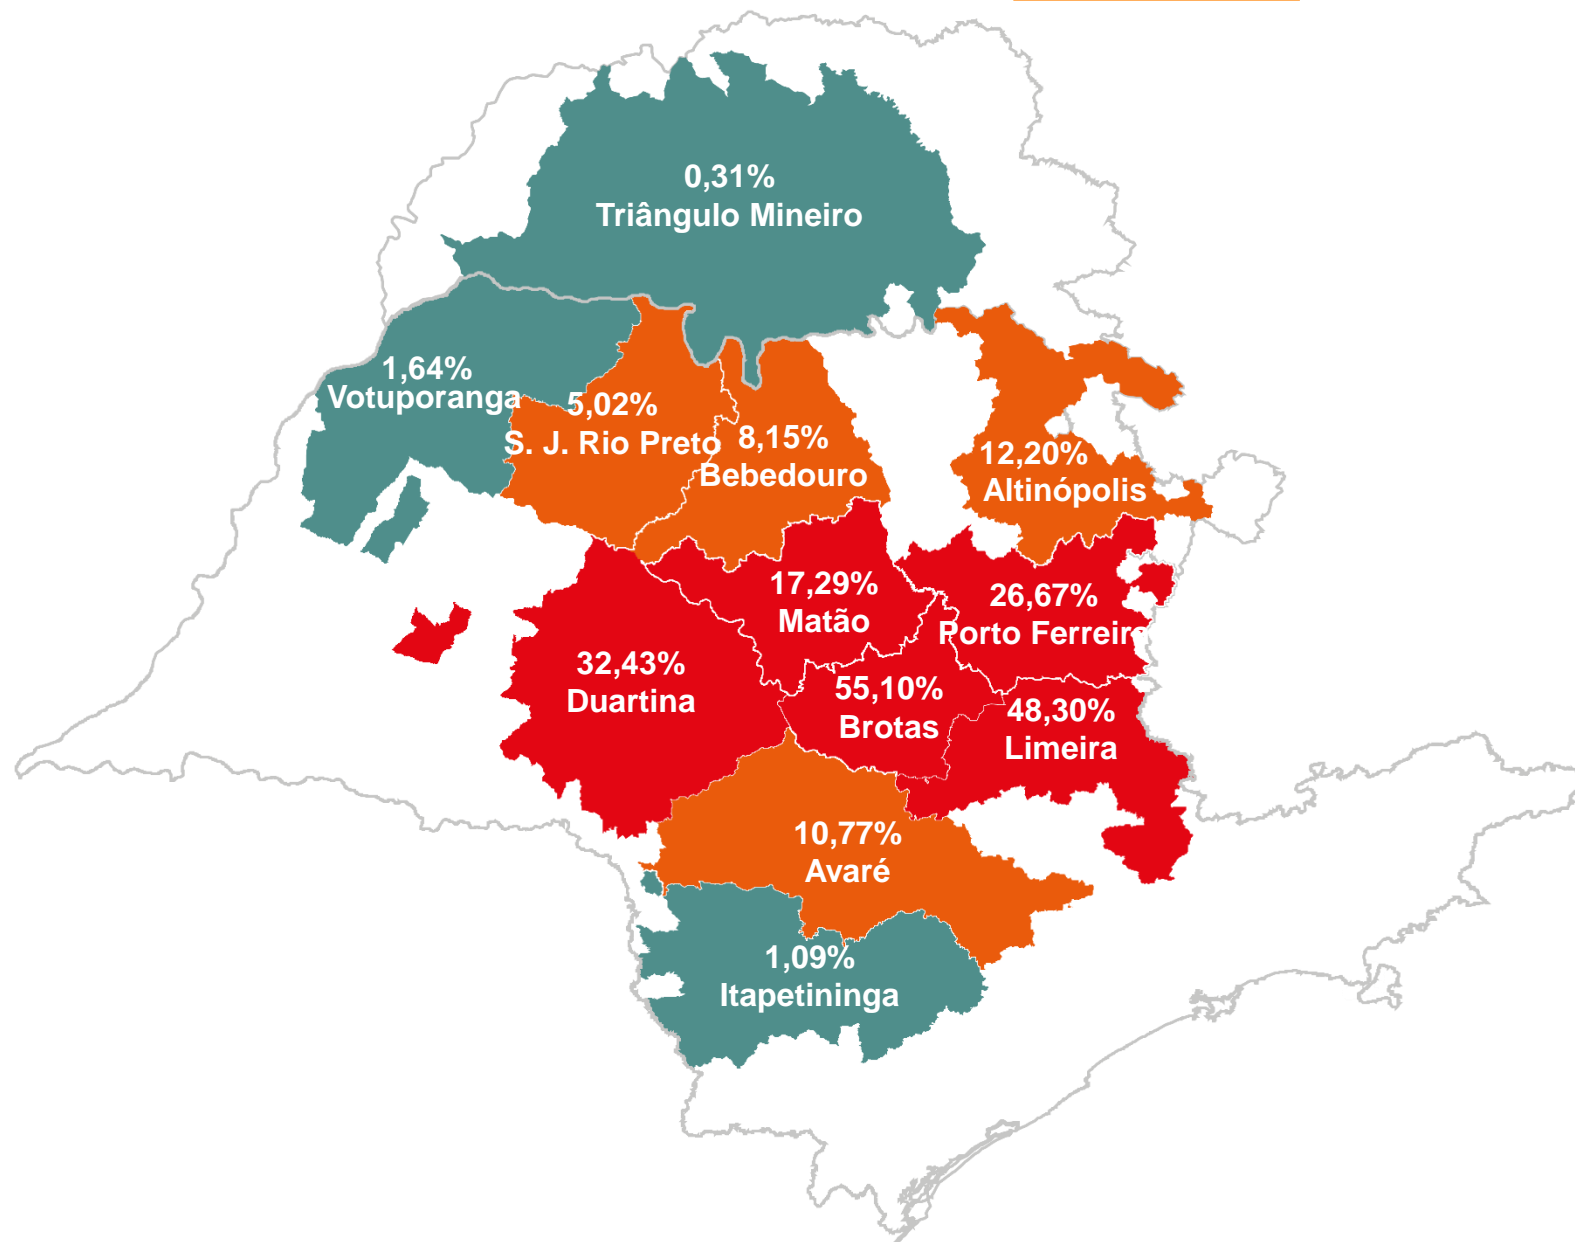 0,31%
Triângulo Mineiro
1,64%
Votuporanga
5,02%
S. J. Rio Preto
8,15%
Bebedouro
12,20%
Altinópolis
17,29%
Matão
26,67%
Porto Ferreira
32,43%
Duartina
55,10%
Brotas
48,30%
Limeira
10,77%
Avaré
1,09%
Itapetininga